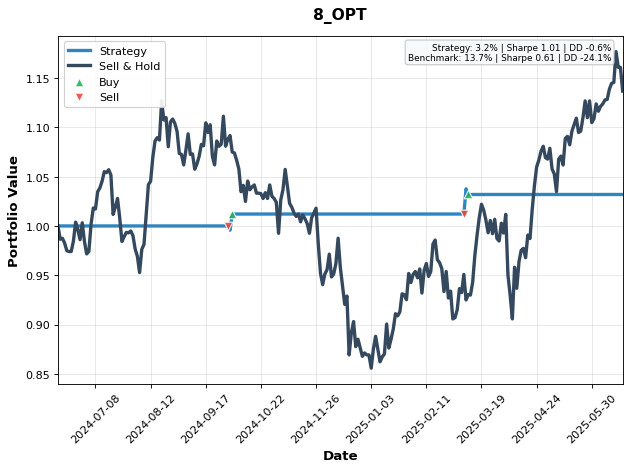 8_OPT
Strategy
Sell & Hold
Buy
Sell
Strategy: 3.2% | Sharpe 1.01 | DD -0.6%
Benchmark: 13.7% | Sharpe 0.61 | DD -24.1%
Portfolio Value
1.15
1.10
1.05
1.00
0.95
0.90
0.85
2024-07-08
2024-08-12
2024-09-17
2024-10-22
2024-11-26
2025-01-03
2025-02-11
2025-03-19
2025-04-24
2025-05-30
Date